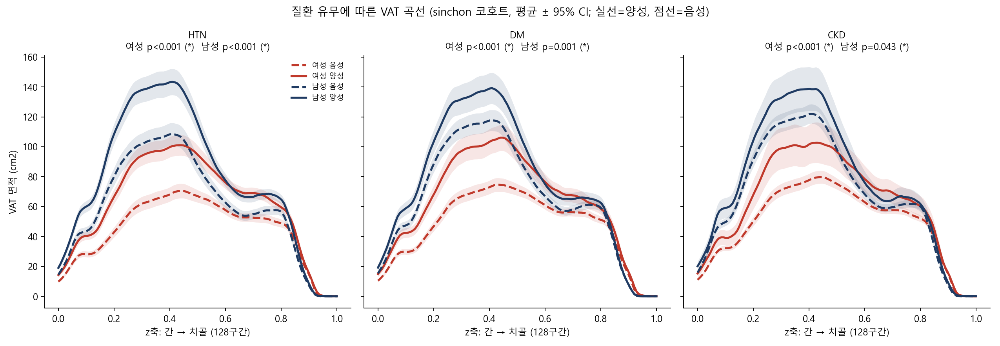 질환 유무에 따른 VAT 곡선 (sinchon 코호트, 평균 ± 95% CI; 실선=양성, 점선=음성)
HTN
여성 p<0.001 (*) 남성 p<0.001 (*)
DM
여성 p<0.001 (*) 남성 p=0.001 (*)
CKD
여성 p<0.001 (*) 남성 p=0.043 (*)
여성 음성
여성 양성
남성 음성
남성 양성
VAT 면적 (cm2)
160
140
120
100
80
60
40
20
0
0.0 0.2 0.4 0.6 0.8 1.0
0.0 0.2 0.4 0.6 0.8 1.0
0.0 0.2 0.4 0.6 0.8 1.0
z축: 간 → 치골 (128구간)
z축: 간 → 치골 (128구간)
z축: 간 → 치골 (128구간)